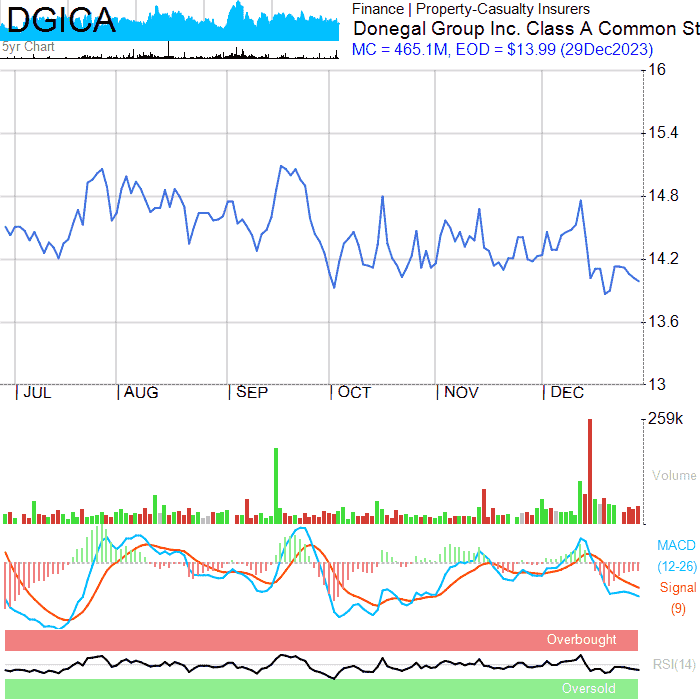 DGICA
5yr Chart
Finance | Property-Casualty Insurers
Donegal Group Inc. Class A Common St
MC = 465.1M, EOD = $13.99 (29Dec2023)
16
15.4
14.8
14.2
13.6
13
| JUL | AUG | SEP | OCT | NOV | DEC
259k
Volume
MACD
(12-26)
Signal
(9)
Overbought
RSI(14)
Oversold